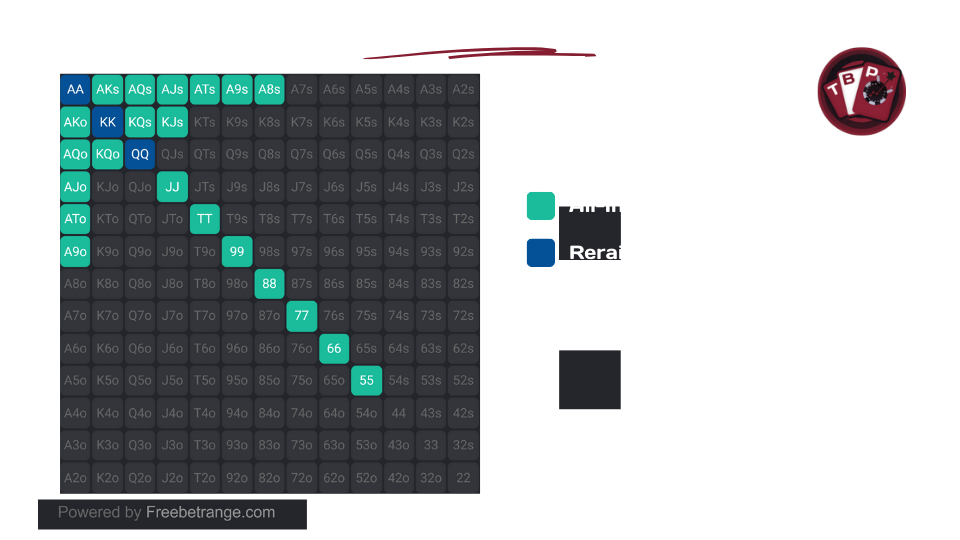 TBP
AA AKs AQs AJs ATs A9s A8s A7s A6s A5s A4s A3s A2s
AKo KK KQs KJs KTs K9s K8s K7s K6s K5s K4s K3s K2s
AQo KQo QQ QJs QTs Q9s Q8s Q7s Q6s Q5s Q4s Q3s Q2s
AJo KJo QJo JJ JTs J9s J8s J7s J6s J5s J4s J3s J2s
ATo KTo QTo JTo TT T9s T8s T7s T6s T5s T4s T3s T2s
A9o K9o Q9o J9o T9o 99 98s 97s 96s 95s 94s 93s 92s
A8o K8o Q8o J8o T8o 98o 88 87s 86s 85s 84s 83s 82s
A7o K7o Q7o J7o T7o 97o 87o 77 76s 75s 74s 73s 72s
A6o K6o Q6o J6o T6o 96o 86o 76o 66 65s 64s 63s 62s
A5o K5o Q5o J5o T5o 95o 85o 75o 65o 55 54s 53s 52s
A4o K4o Q4o J4o T4o 94o 84o 74o 64o 54o 44 43s 42s
A3o K3o Q3o J3o T3o 93o 83o 73o 63o 53o 43o 33 32s
A2o K2o Q2o J2o T2o 92o 82o 72o 62o 52o 42o 32o 22
All-in
Rerai
Powered by Freebetrange.com